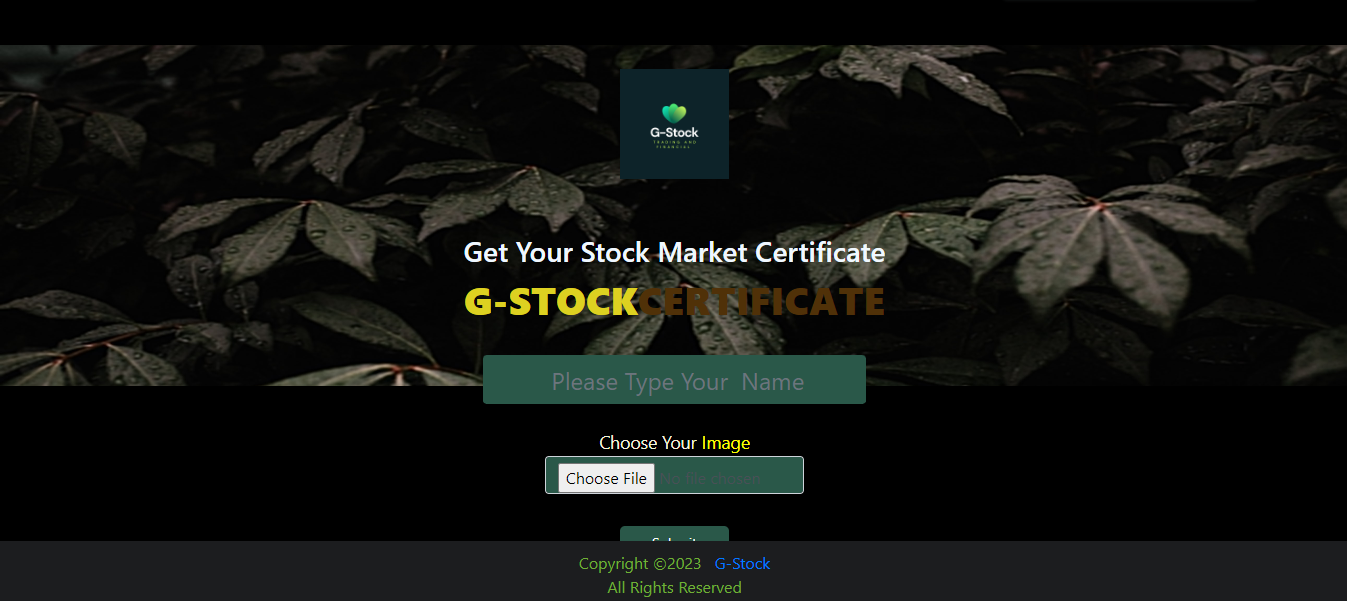 G-Stock
TRADING AND
FINANCIAL
Get Your Stock Market Certificate
G-STOCKCERTIFICATE
Please Type Your  Name
Choose Your Image
Choose File No file chosen
Submit
Copyright ©2023   G-Stock
All Rights Reserved